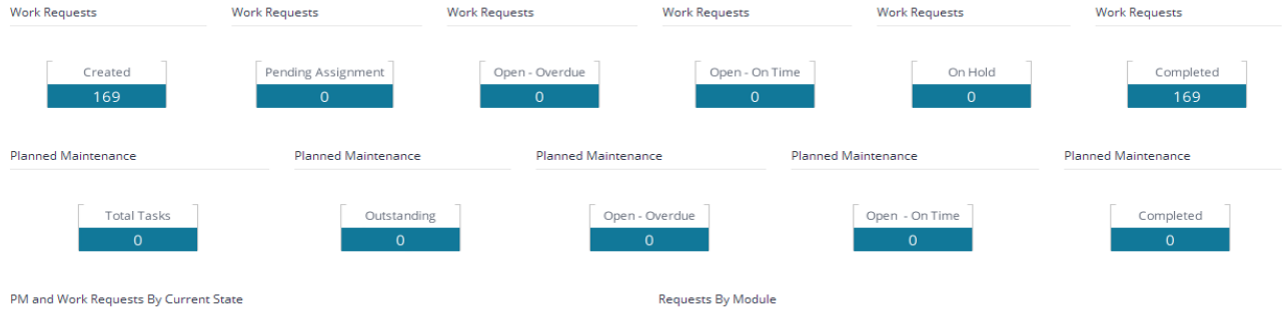 Work Requests Work Requests Work Requests Work Requests Work Requests Work Requests
Created Pending Assignment Open - Overdue Open - On Time On Hold Completed
169 0 0 0 0 169
Planned Maintenance Planned Maintenance Planned Maintenance Planned Maintenance Planned Maintenance
Total Tasks Outstanding Open - Overdue Open - On Time Completed
0 0 0 0 0
PM and Work Requests By Current State Requests By Module